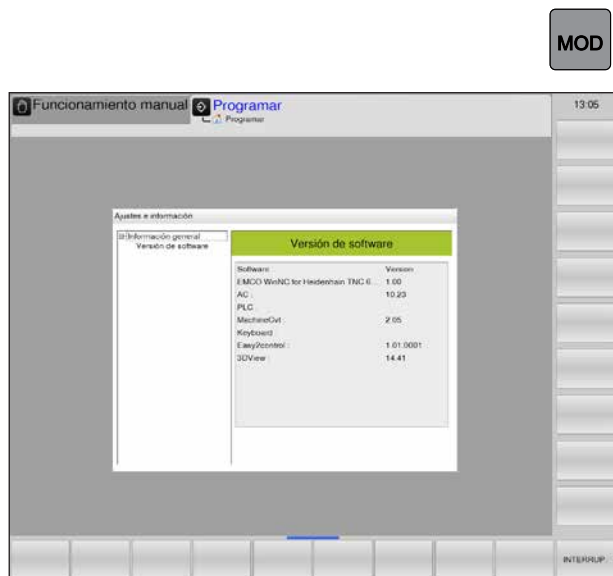 MOD
Funcionamiento manual
Programar
Programar
13:05
Ajustes e información
Información general
Versión de software
Versión de software
Software Version
EMCO WinNC for Heidenhain TNC 6... 1.00
AC : 10.23
PLC :
MachineCvt : 2.05
Keyboard :
Easy2control : 1.01.0001
3DView : 14.41
INTERRUP.